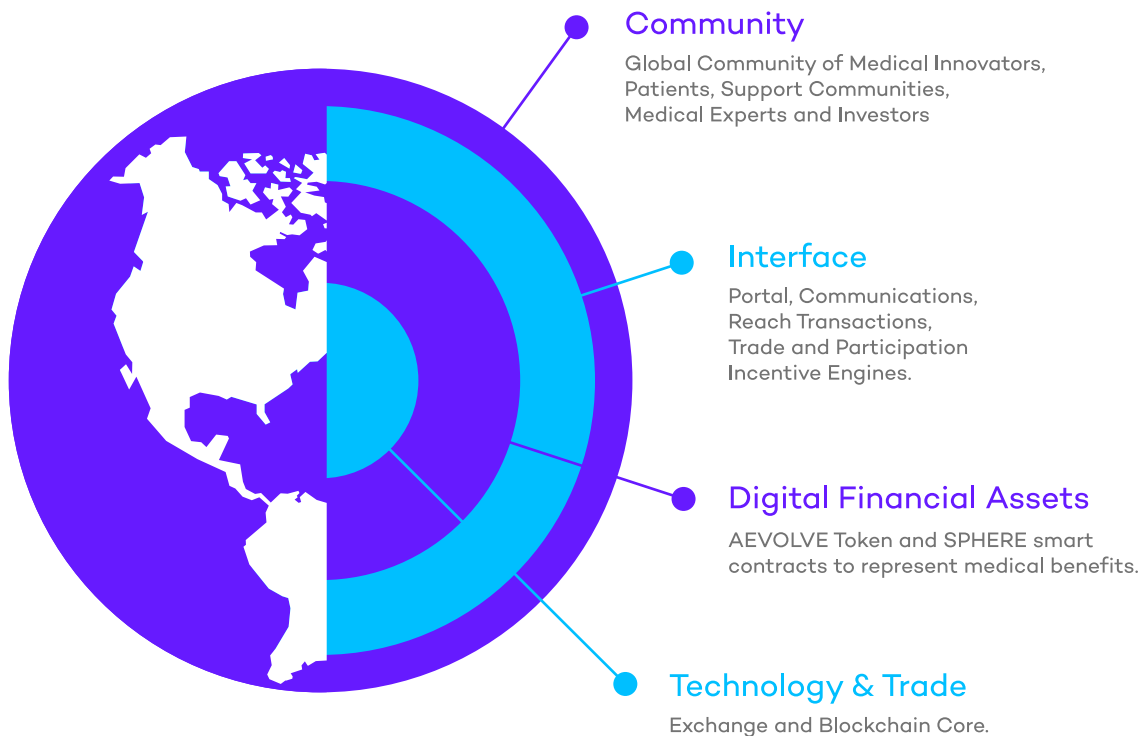 Community
Global Community of Medical Innovators,
Patients, Support Communities,
Medical Experts and Investors
Interface
Portal, Communications,
Reach Transactions,
Trade and Participation
Incentive Engines.
Digital Financial Assets
AEVOLVE Token and SPHERE smart
contracts to represent medical benefits.
Technology & Trade
Exchange and Blockchain Core.